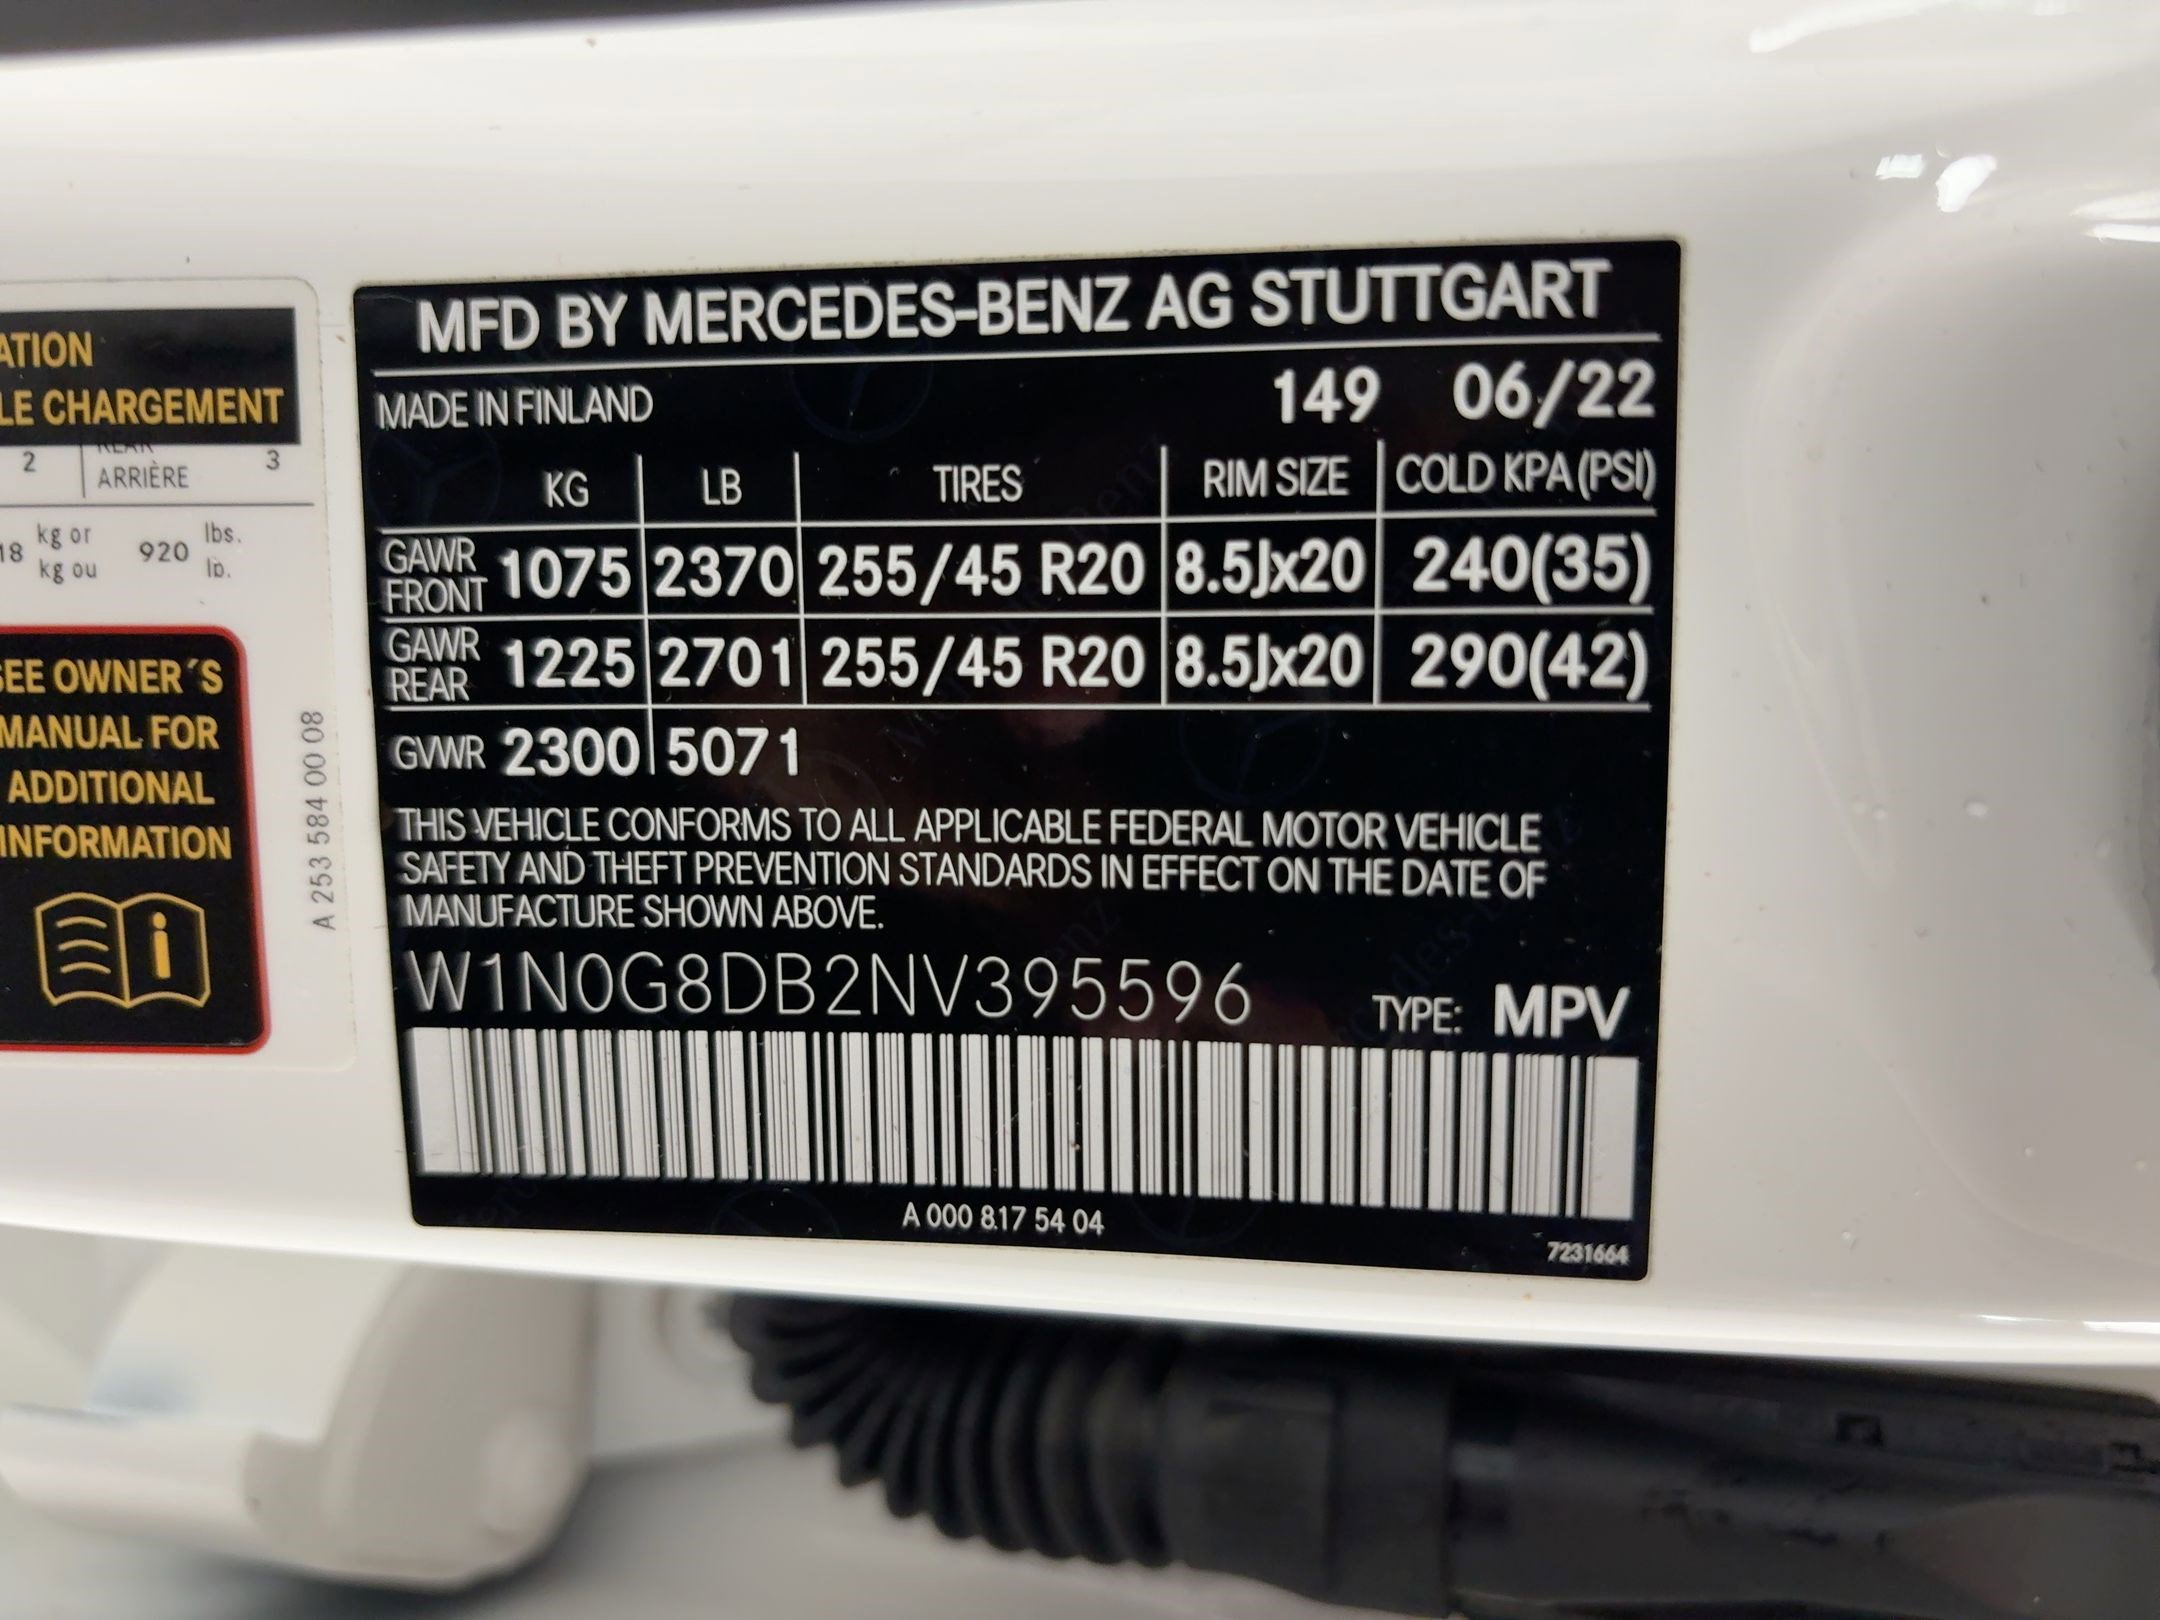 ATION
LE CHARGEMENT
2 REAR 3
ARRIÈRE
18 kg or 920 lbs.
kg ou lb.
SEE OWNER´S
MANUAL FOR
ADDITIONAL
INFORMATION
i
A 253 584 00 08
MFD BY MERCEDES-BENZ AG STUTTGART
MADE IN FINLAND 149 06/22
KG LB TIRES RIM SIZE COLD KPA (PSI)
GAWR FRONT 1075 2370 255/45 R20 8.5Jx20 240(35)
GAWR REAR 1225 2701 255/45 R20 8.5Jx20 290(42)
GVWR 2300 5071
THIS VEHICLE CONFORMS TO ALL APPLICABLE FEDERAL MOTOR VEHICLE
SAFETY AND THEFT PREVENTION STANDARDS IN EFFECT ON THE DATE OF
MANUFACTURE SHOWN ABOVE.
W1N0G8DB2NV395596 TYPE: MPV
A 000 817 54 04
7231664